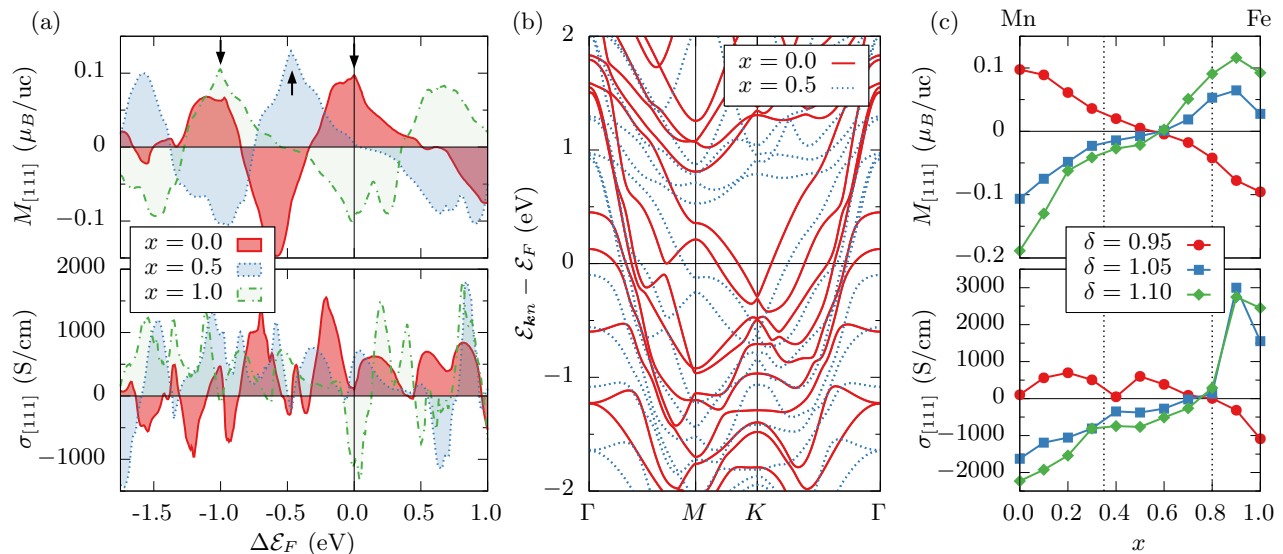 (a)
M[111] (μB/uc)
0.1
0
−0.1
x = 0.0
x = 0.5
x = 1.0
σ[111] (S/cm)
2000
1000
0
−1000
-1.5 -1.0 -0.5 0.0 0.5 1.0
ΔℰF (eV)
(b)
ℰkn − ℰF (eV)
2
1
0
−1
−2
x = 0.0
x = 0.5
Γ M K Γ
(c)
Mn Fe
M[111] (μB/uc)
0.1
0
−0.1
−0.2
δ = 0.95
δ = 1.05
δ = 1.10
σ[111] (S/cm)
3000
2000
1000
0
−1000
−2000
0.0 0.2 0.4 0.6 0.8 1.0
x